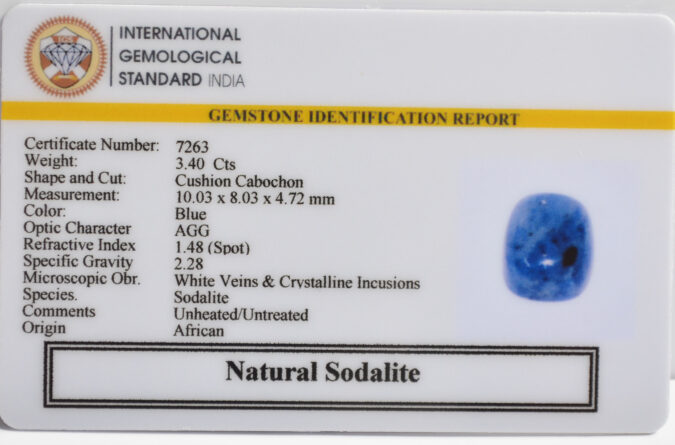 IGS
INTERNATIONAL
GEMOLOGICAL
STANDARD INDIA
GEMSTONE IDENTIFICATION REPORT
Certificate Number: 7263
Weight: 3.40 Cts
Shape and Cut: Cushion Cabochon
Measurement: 10.03 x 8.03 x 4.72 mm
Color: Blue
Optic Character AGG
Refractive Index 1.48 (Spot)
Specific Gravity 2.28
Microscopic Obr. White Veins & Crystalline Incusions
Species. Sodalite
Comments Unheated/Untreated
Origin African
Natural Sodalite